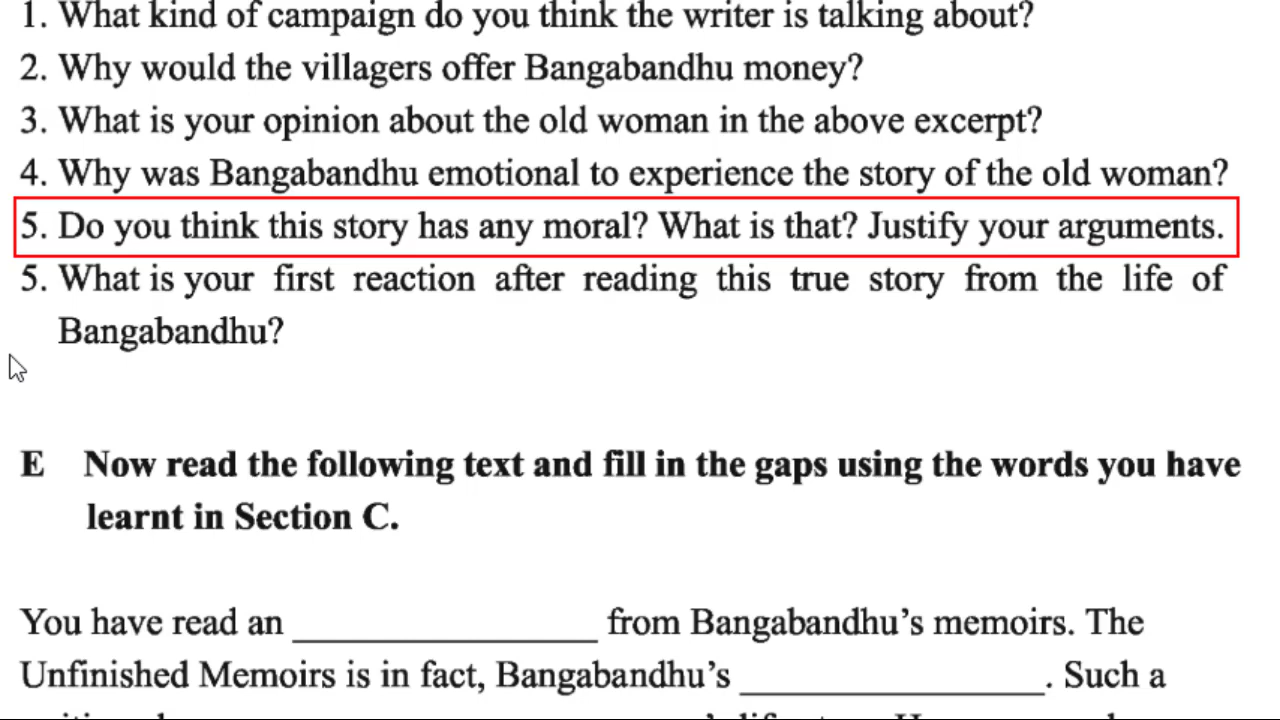 1. What kind of campaign do you think the writer is talking about?
2. Why would the villagers offer Bangabandhu money?
3. What is your opinion about the old woman in the above excerpt?
4. Why was Bangabandhu emotional to experience the story of the old woman?
5. Do you think this story has any moral? What is that? Justify your arguments.
5. What is your first reaction after reading this true story from the life of
Bangabandhu?
E Now read the following text and fill in the gaps using the words you have
learnt in Section C.
You have read an ________________ from Bangabandhu’s memoirs. The
Unfinished Memoirs is in fact, Bangabandhu’s ________________. Such a